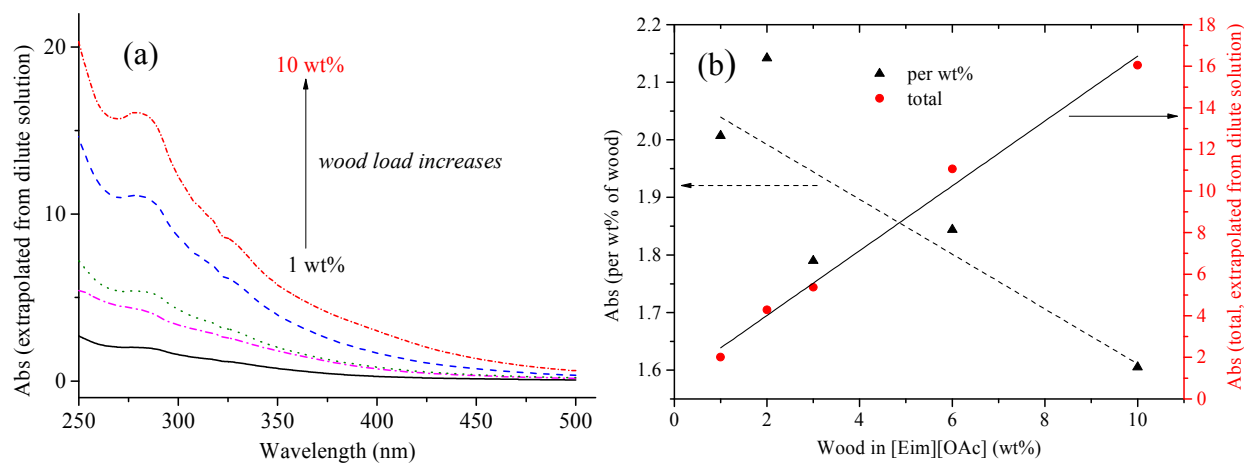 (a)
10 wt%
wood load increases
1 wt%
Abs (extrapolated from dilute solution)
20
10
0
250
300
350
400
450
500
Wavelength (nm)
(b)
per wt%
total
Abs (per wt% of wood)
2.2
2.1
2.0
1.9
1.8
1.7
1.6
0
2
4
6
8
10
Wood in [Eim][OAc] (wt%)
18
16
14
12
10
8
6
4
2
0
Abs (total, extrapolated from dilute solution)